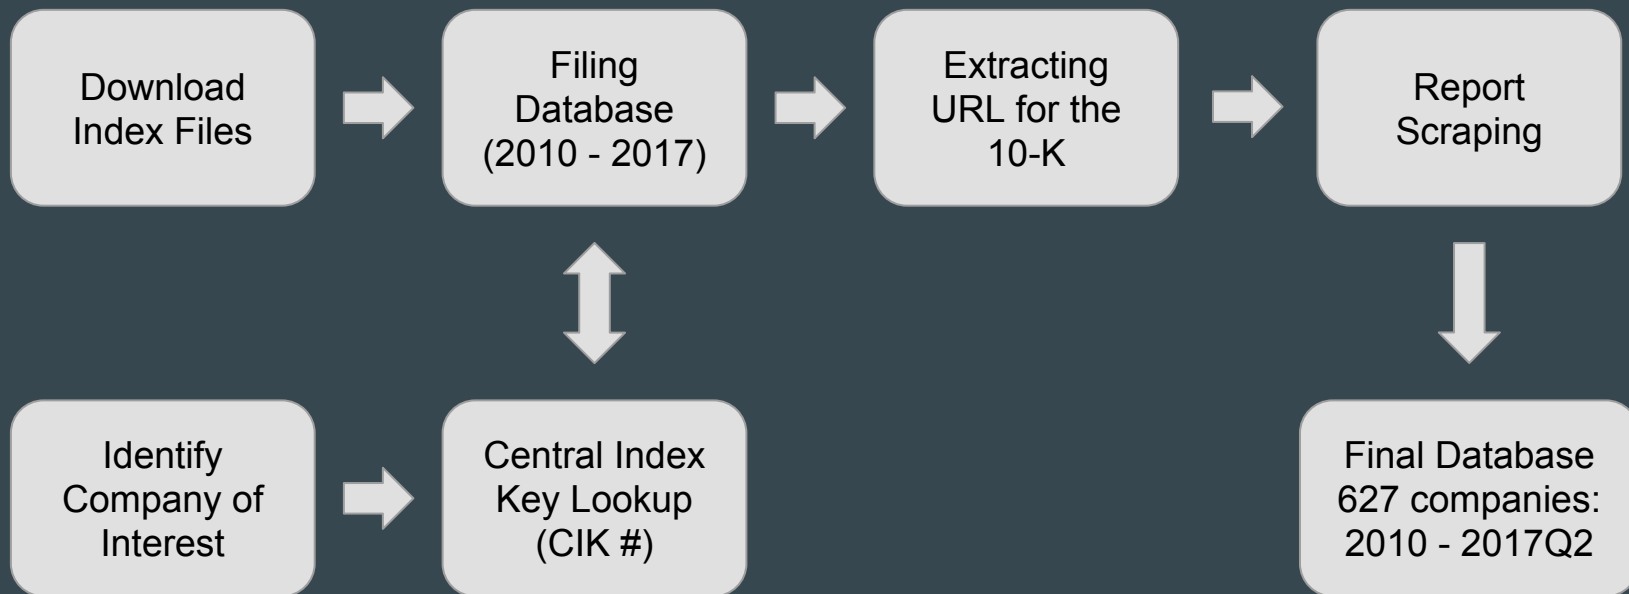 Download
Index Files
Filing
Database
(2010 - 2017)
Extracting
URL for the
10-K
Report
Scraping
Identify
Company of
Interest
Central Index
Key Lookup
(CIK #)
Final Database
627 companies:
2010 - 2017Q2